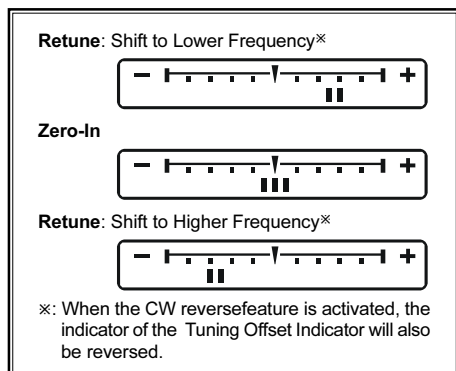 Retune: Shift to Lower Frequency※
− +
Zero-In
− +
Retune: Shift to Higher Frequency※
− +
※: When the CW reversefeature is activated, the
indicator of the Tuning Offset Indicator will also
be reversed.